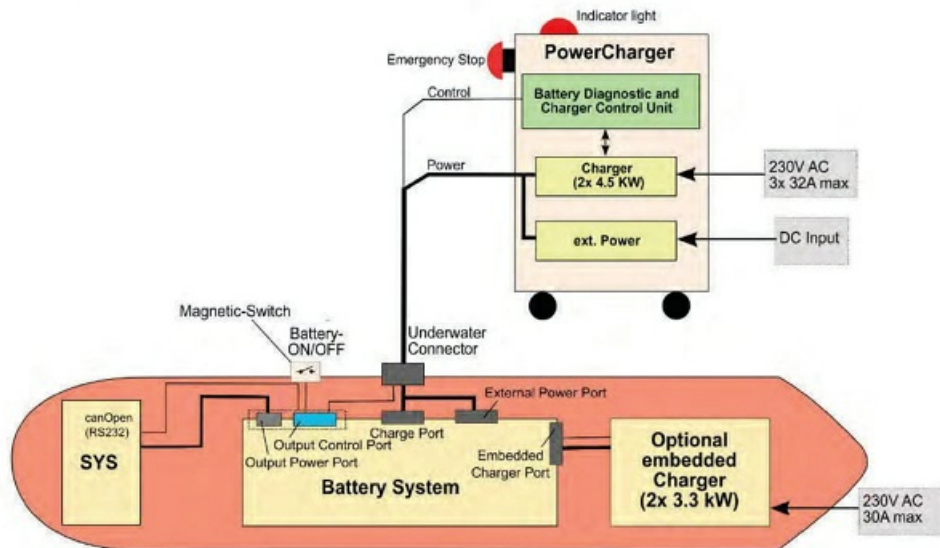 Indicator light
Emergency Stop
PowerCharger
Control
Battery Diagnostic and
Charger Control Unit
Power
Charger
(2x 4.5 KW)
230V AC
3x 32A max
ext. Power
DC Input
Magnetic-Switch
Battery-
ON/OFF
Underwater
Connector
External Power Port
canOpen
(RS232)
SYS
Output Control Port
Output Power Port
Charge Port
Embedded
Charger Port
Battery System
Optional
embedded
Charger
(2x 3.3 kW)
230V AC
30A max